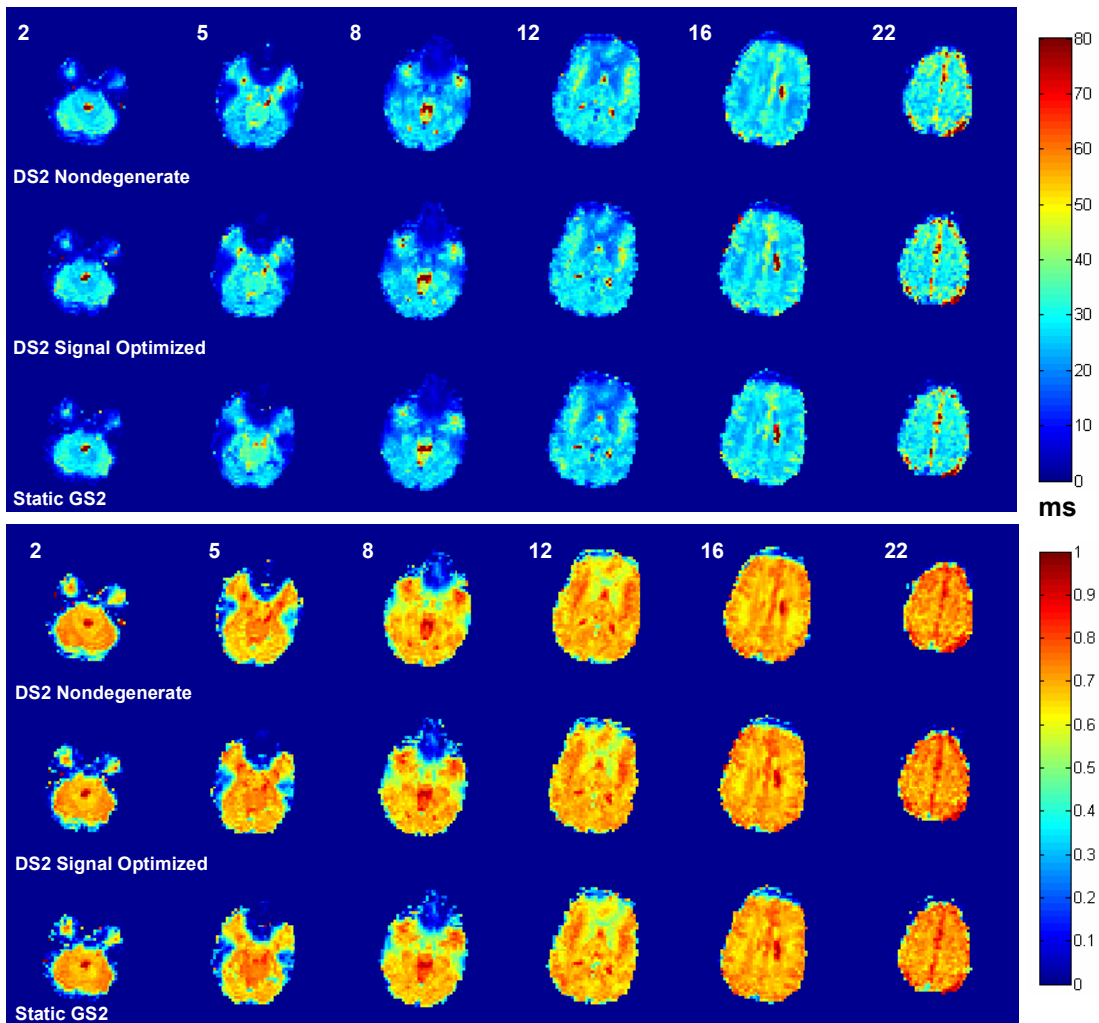 2 5 8 12 16 22
DS2 Nondegenerate
DS2 Signal Optimized
Static GS2
80
70
60
50
40
30
20
10
0
ms
2 5 8 12 16 22
DS2 Nondegenerate
DS2 Signal Optimized
Static GS2
1
0.9
0.8
0.7
0.6
0.5
0.4
0.3
0.2
0.1
0